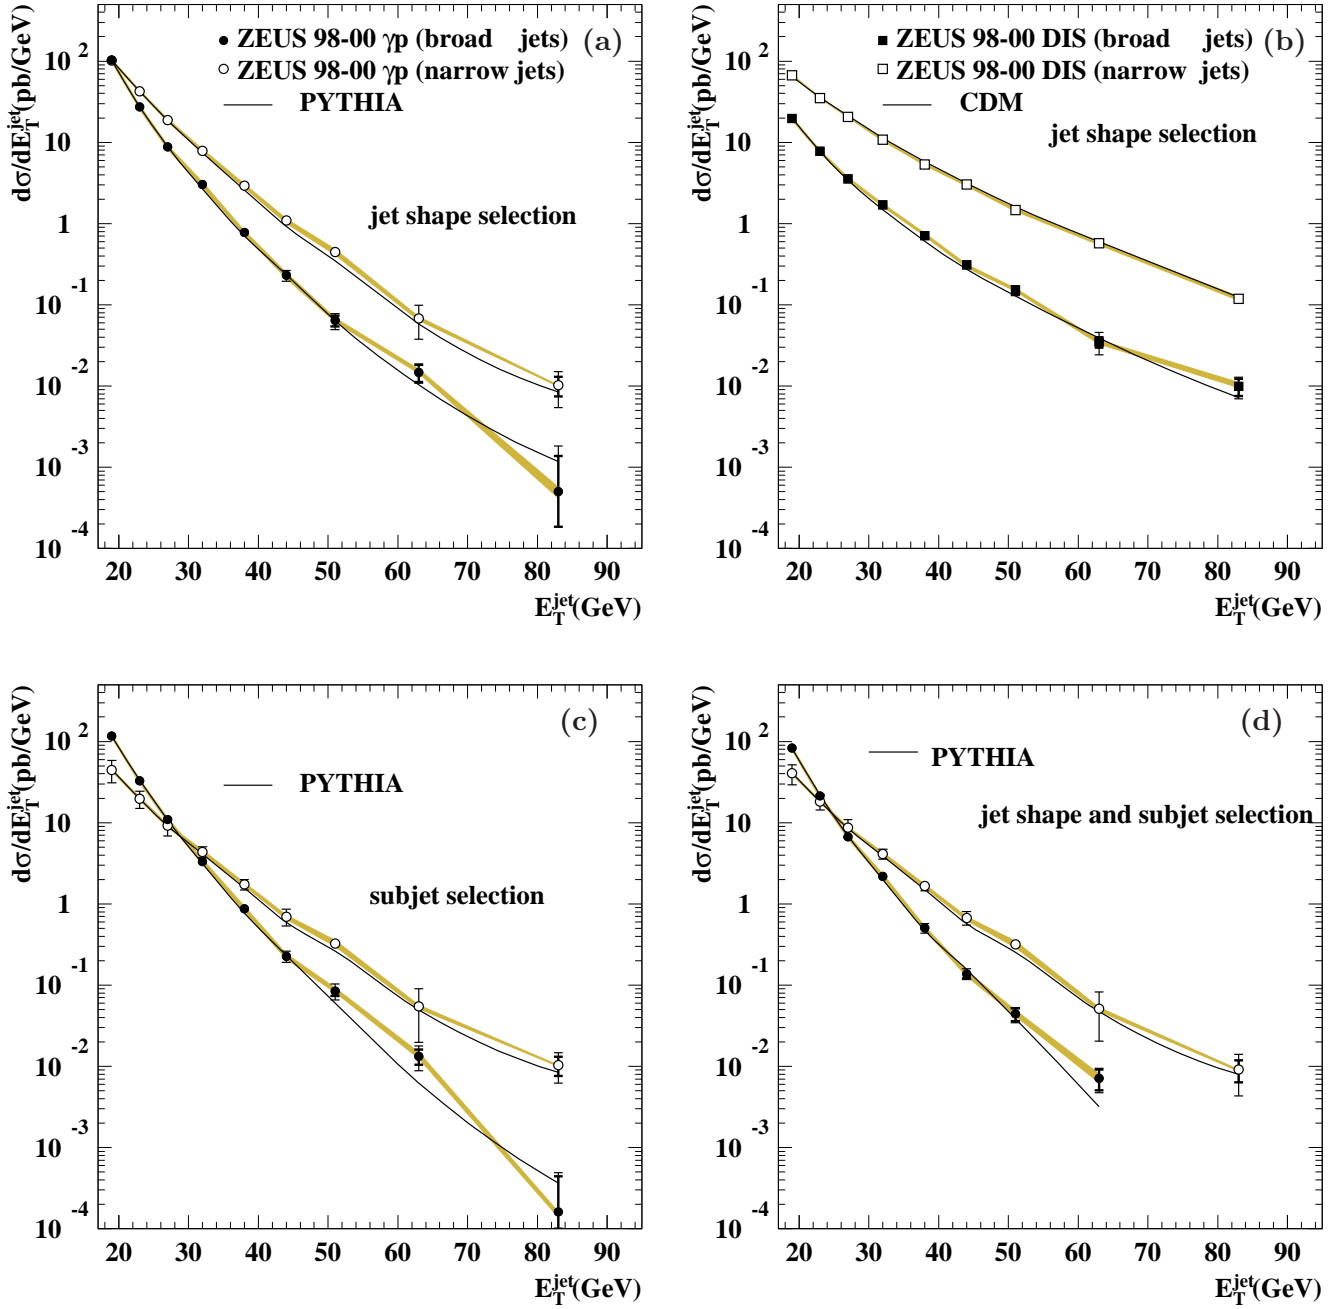 dσ/dE_T^jet(pb/GeV)
ZEUS 98-00 γp (broad jets) (a)
ZEUS 98-00 γp (narrow jets)
PYTHIA
jet shape selection
10^2
10
1
10^-1
10^-2
10^-3
10^-4
20 30 40 50 60 70 80 90
E_T^jet(GeV)
dσ/dE_T^jet(pb/GeV)
ZEUS 98-00 DIS (broad jets) (b)
ZEUS 98-00 DIS (narrow jets)
CDM
jet shape selection
10^2
10
1
10^-1
10^-2
10^-3
10^-4
20 30 40 50 60 70 80 90
E_T^jet(GeV)
dσ/dE_T^jet(pb/GeV)
(c)
PYTHIA
subjet selection
10^2
10
1
10^-1
10^-2
10^-3
10^-4
20 30 40 50 60 70 80 90
E_T^jet(GeV)
dσ/dE_T^jet(pb/GeV)
(d)
PYTHIA
jet shape and subjet selection
10^2
10
1
10^-1
10^-2
10^-3
10^-4
20 30 40 50 60 70 80 90
E_T^jet(GeV)